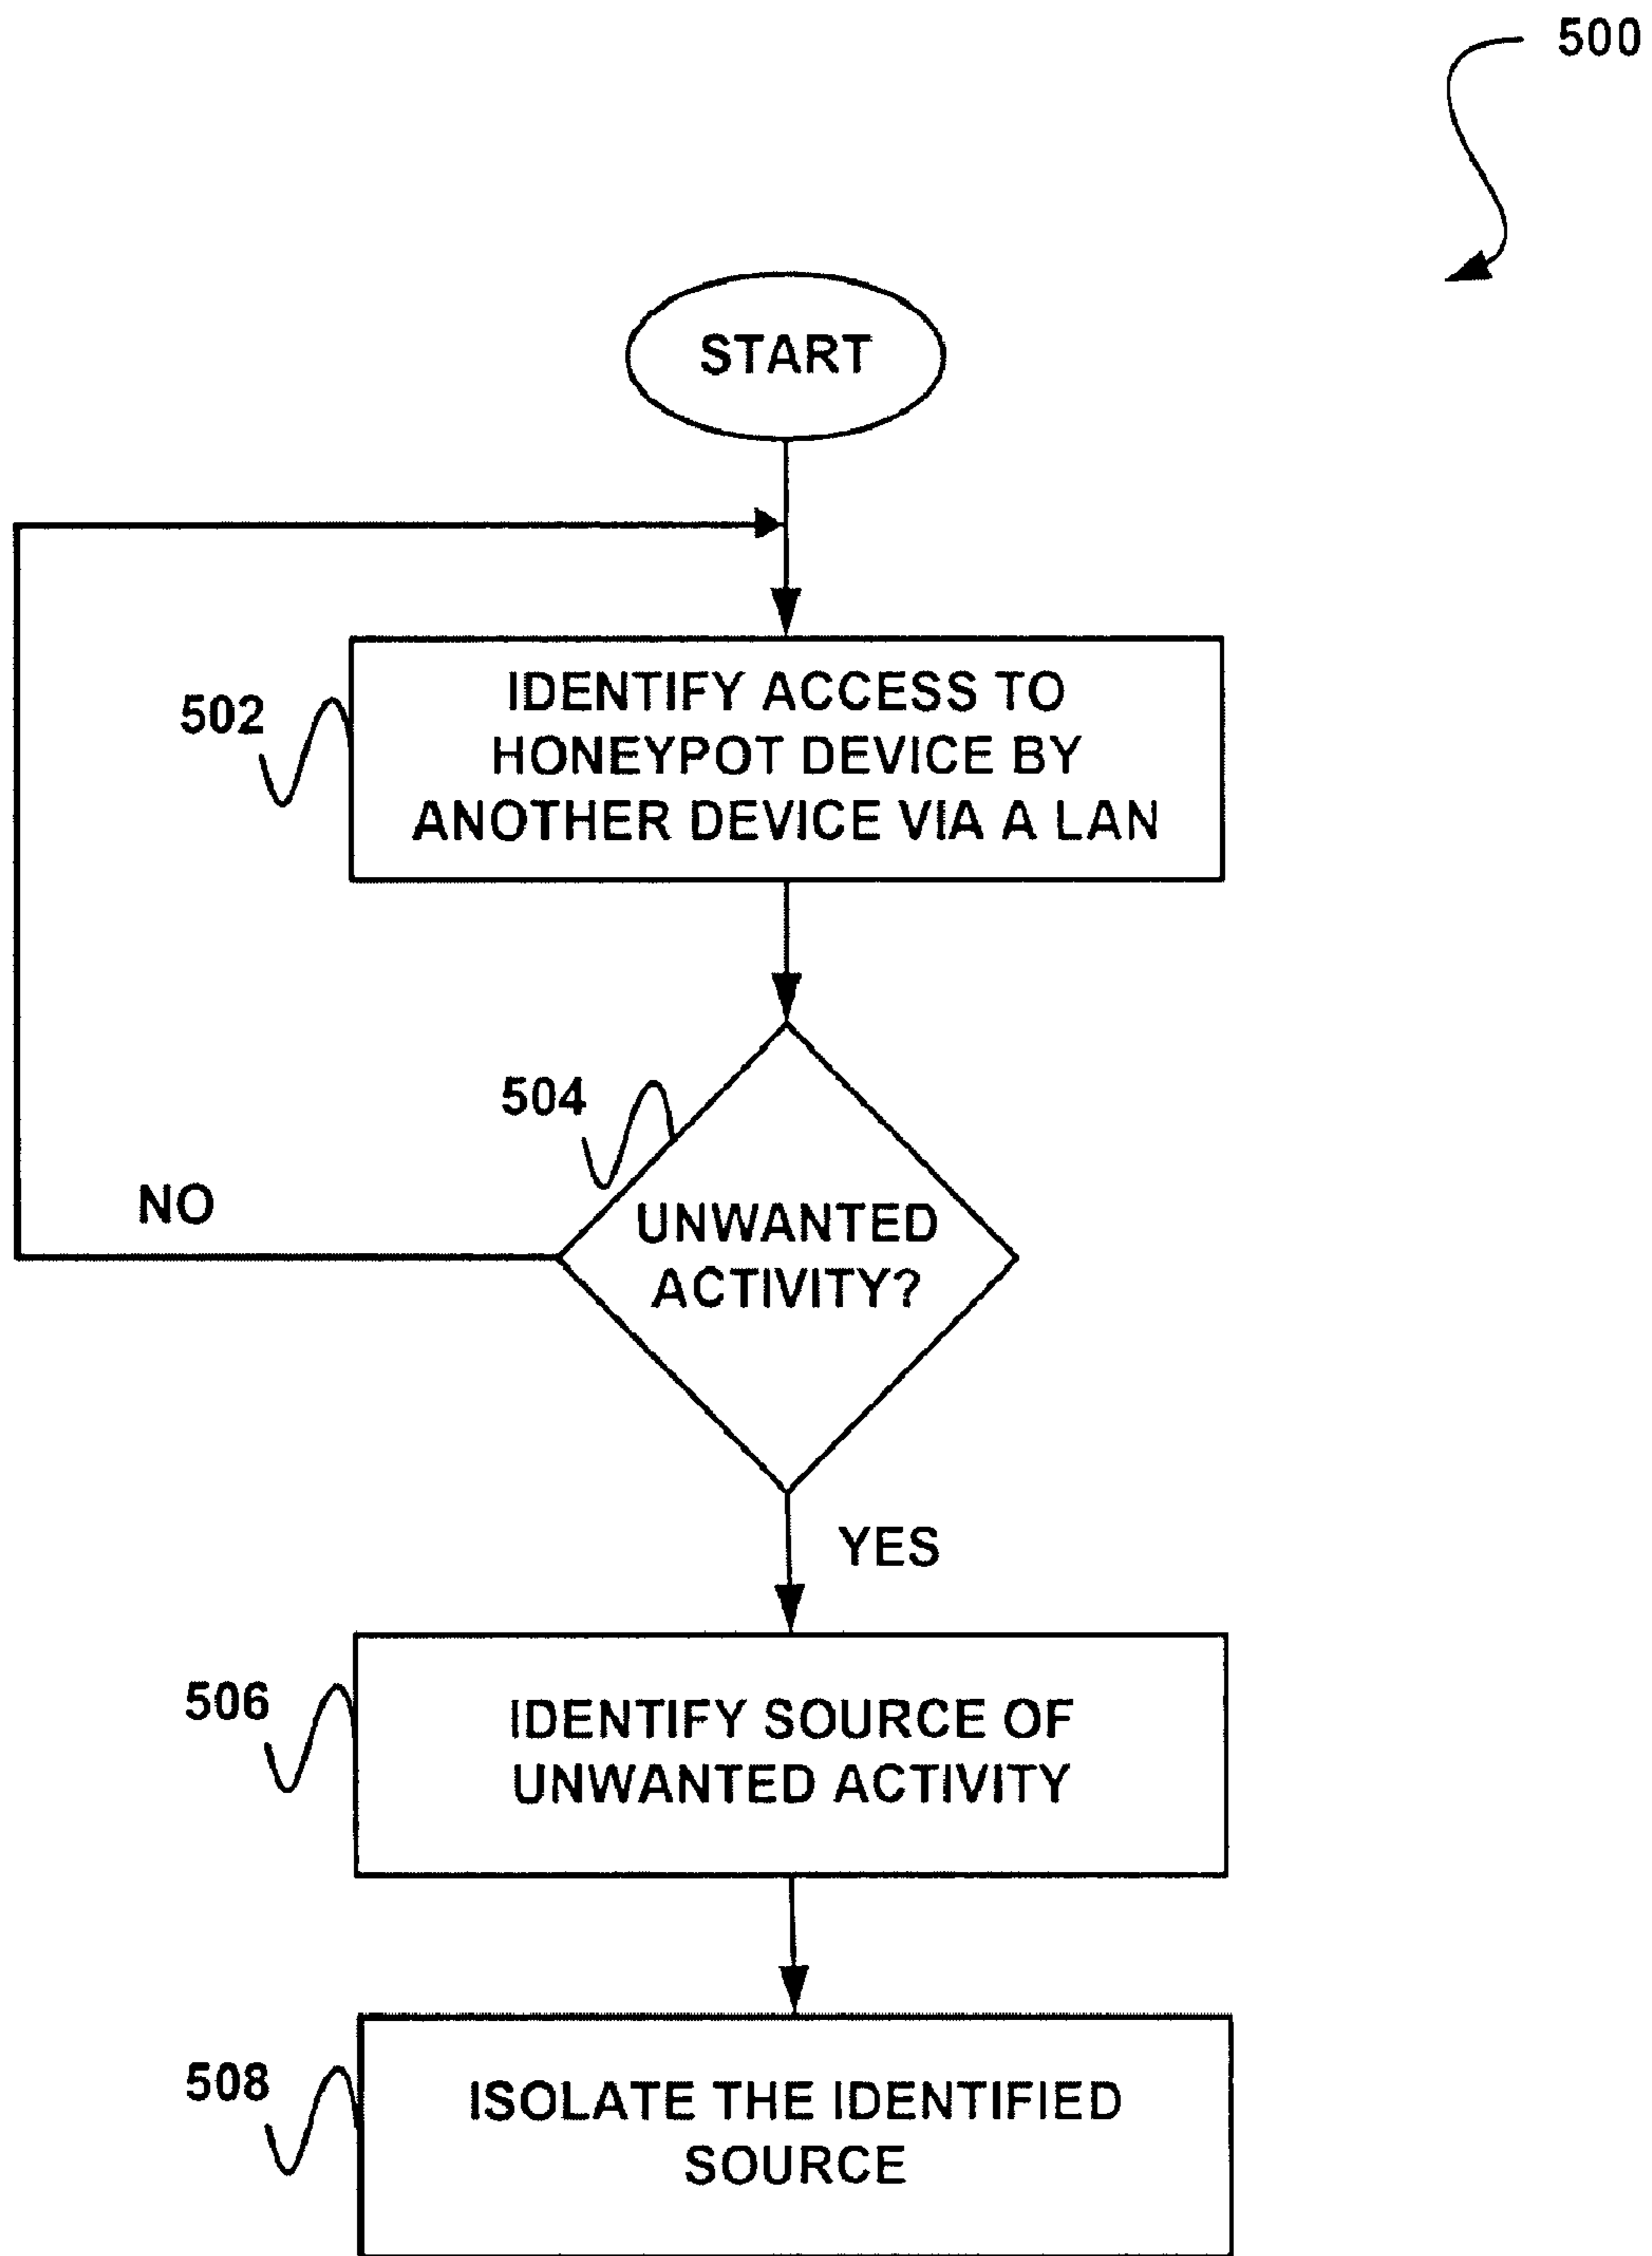 500
START
502
IDENTIFY ACCESS TO
HONEYPOT DEVICE BY
ANOTHER DEVICE VIA A LAN
504
NO
UNWANTED
ACTIVITY?
YES
506
IDENTIFY SOURCE OF
UNWANTED ACTIVITY
508
ISOLATE THE IDENTIFIED
SOURCE